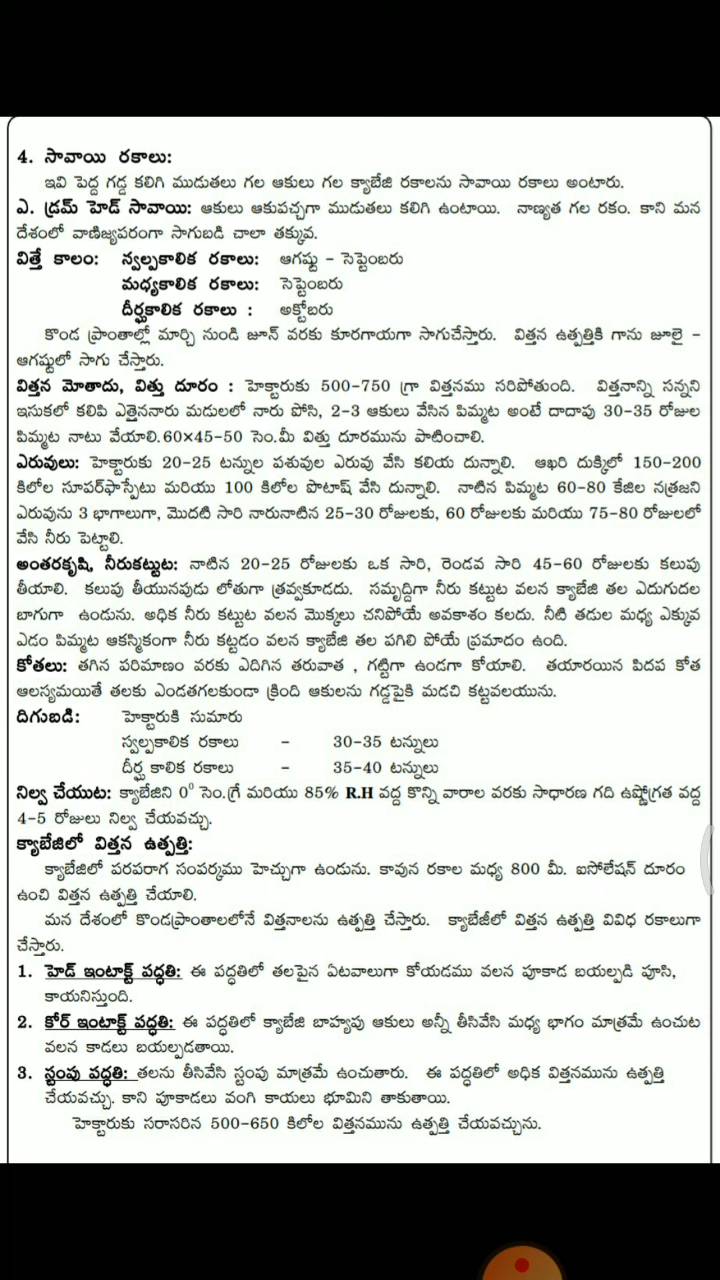 4. సావాయి రకాలు:
ఇవి పెద్ద గడ్డ కలిగి ముడుతలు గల ఆకులు గల క్యాబేజి రకాలను సావాయి రకాలు అంటారు.
ఎ. డ్రమ్ హెడ్ సావాయి: ఆకులు ఆకుపచ్చగా ముడుతలు కలిగి ఉంటాయి. నాణ్యత గల రకం. కాని మన
దేశంలో వాణిజ్యపరంగా సాగుబడి చాలా తక్కువ.
విత్తే కాలం: స్వల్పకాలిక రకాలు: ఆగష్టు - సెప్టెంబరు
మధ్యకాలిక రకాలు: సెప్టెంబరు
దీర్ఘకాలిక రకాలు : అక్టోబరు
కొండ ప్రాంతాల్లో మార్చి నుండి జూన్ వరకు కూరగాయగా సాగుచేస్తారు. విత్తన ఉత్పత్తికి గాను జూలై -
ఆగష్టులో సాగు చేస్తారు.
విత్తన మోతాదు, విత్తు దూరం : హెక్టారుకు 500-750 గ్రా విత్తనము సరిపోతుంది. విత్తనాన్ని సన్నని
ఇసుకలో కలిపి ఎత్తైననారు మడులలో నారు పోసి, 2-3 ఆకులు వేసిన పిమ్మట అంటే దాదాపు 30-35 రోజుల
పిమ్మట నాటు వేయాలి.60×45-50 సెం.మీ విత్తు దూరమును పాటించాలి.
ఎరువులు: హెక్టారుకు 20-25 టన్నుల పశువుల ఎరువు వేసి కలియ దున్నాలి. ఆఖరి దుక్కిలో 150-200
కిలోల సూపర్‌ఫాస్ఫేటు మరియు 100 కిలోల పొటాష్ వేసి దున్నాలి. నాటిన పిమ్మట 60-80 కేజిల నత్రజని
ఎరువును 3 భాగాలుగా, మొదటి సారి నారునాటిన 25-30 రోజులకు, 60 రోజులకు మరియు 75-80 రోజులలో
వేసి నీరు పెట్టాలి.
అంతరకృషి, నీరుకట్టుట: నాటిన 20-25 రోజులకు ఒక సారి, రెండవ సారి 45-60 రోజులకు కలుపు
తీయాలి. కలుపు తీయునపుడు లోతుగా త్రవ్వకూడదు. సమృద్దిగా నీరు కట్టుట వలన క్యాబేజి తల ఎదుగుదల
బాగుగా ఉండును. అధిక నీరు కట్టుట వలన మొక్కలు చనిపోయే అవకాశం కలదు. నీటి తడుల మధ్య ఎక్కువ
ఎడం పిమ్మట ఆకస్మికంగా నీరు కట్టడం వలన క్యాబేజి తల పగిలి పోయే ప్రమాదం ఉంది.
కోతలు: తగిన పరిమాణం వరకు ఎదిగిన తరువాత , గట్టిగా ఉండగా కోయాలి. తయారయిన పిదప కోత
ఆలస్యమయితే తలకు ఎండతగలకుండా క్రింది ఆకులను గడ్డపైకి మడచి కట్టవలయును.
దిగుబడి: హెక్టారుకి సుమారు
స్వల్పకాలిక రకాలు - 30-35 టన్నులు
దీర్ఘ కాలిక రకాలు - 35-40 టన్నులు
నిల్వ చేయుట: క్యాబేజిని 0⁰ సెం.గ్రే మరియు 85% R.H వద్ద కొన్ని వారాల వరకు సాధారణ గది ఉష్ణోగ్రత వద్ద
4-5 రోజులు నిల్వ చేయవచ్చు.
క్యాబేజిలో విత్తన ఉత్పత్తి:
క్యాబేజిలో పరపరాగ సంపర్కము హెచ్చుగా ఉండును. కావున రకాల మధ్య 800 మీ. ఐసోలేషన్ దూరం
ఉంచి విత్తన ఉత్పత్తి చేయాలి.
మన దేశంలో కొండప్రాంతాలలోనే విత్తనాలను ఉత్పత్తి చేస్తారు. క్యాబేజీలో విత్తన ఉత్పత్తి వివిధ రకాలుగా
చేస్తారు.
1. హెడ్ ఇంటాక్ట్ పద్ధతి: ఈ పద్ధతిలో తలపైన ఏటవాలుగా కోయడము వలన పూకాడ బయల్పడి పూసి,
కాయనిస్తుంది.
2. కోర్ ఇంటాక్ట్ పద్ధతి: ఈ పద్ధతిలో క్యాబేజి బాహ్యపు ఆకులు అన్నీ తీసివేసి మధ్య భాగం మాత్రమే ఉంచుట
వలన కాడలు బయల్పడతాయి.
3. స్టంపు పద్ధతి: తలను తీసివేసి స్టంపు మాత్రమే ఉంచుతారు. ఈ పద్ధతిలో అధిక విత్తనమును ఉత్పత్తి
చేయవచ్చు. కాని పూకాడలు వంగి కాయలు భూమిని తాకుతాయి.
హెక్టారుకు సరాసరిన 500-650 కిలోల విత్తనమును ఉత్పత్తి చేయవచ్చును.